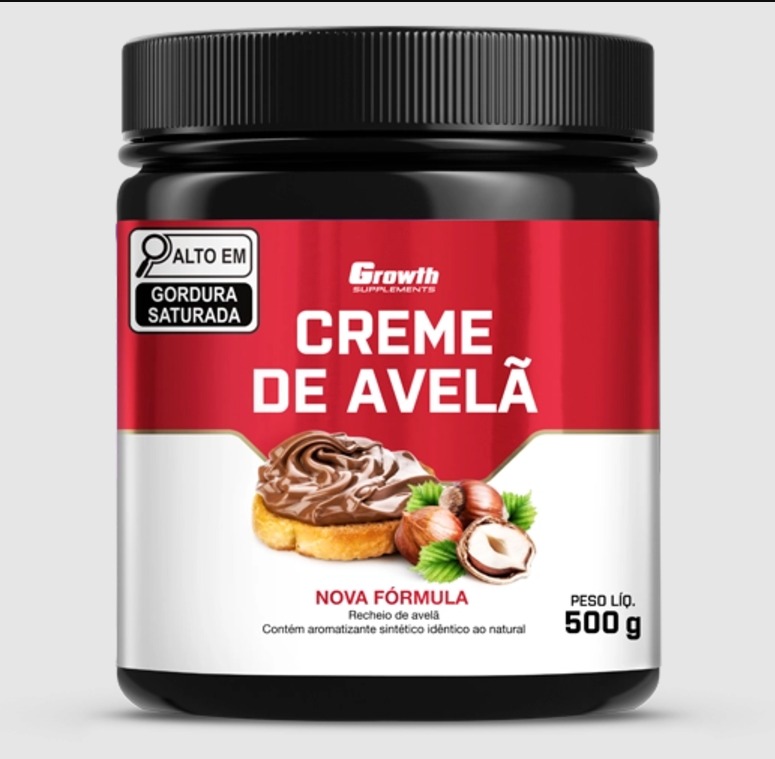 ALTO EM
GORDURA
SATURADA
Growth
SUPPLEMENTS
CREME
DE AVELÃ
NOVA FÓRMULA
Recheio de avelã
Contém aromatizante sintético idêntico ao natural
PESO LÍQ.
500 g